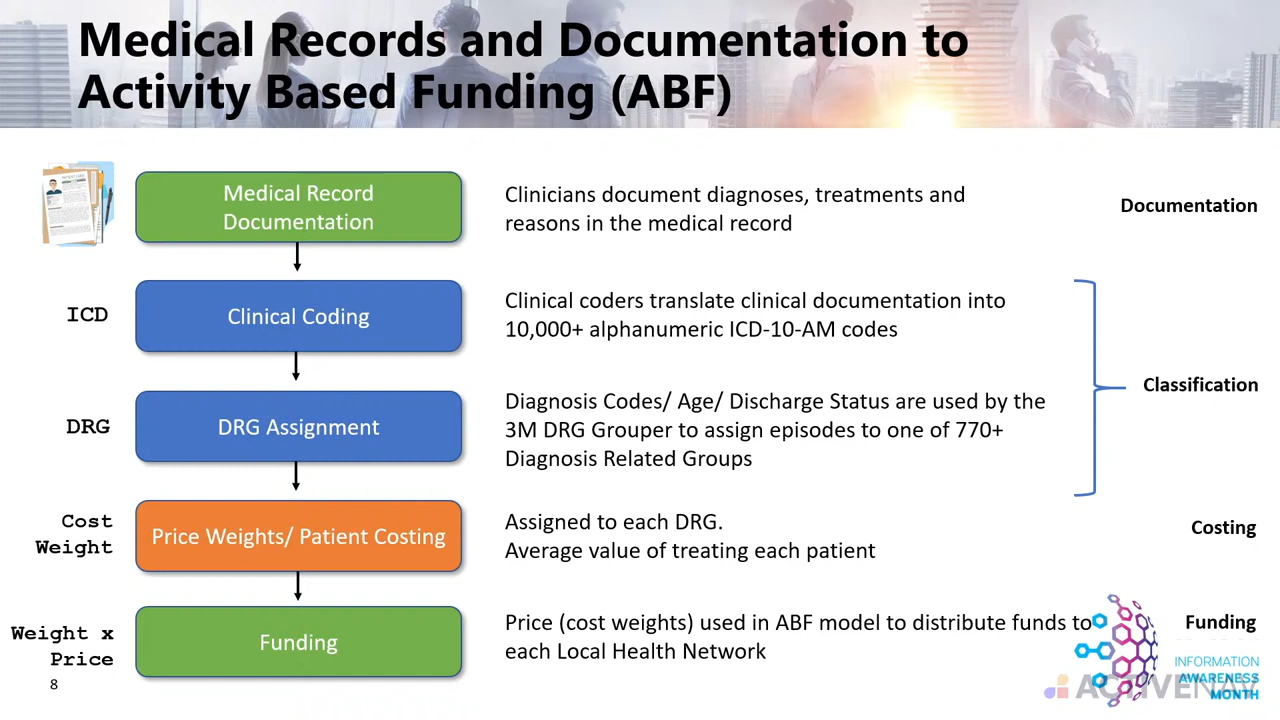 Medical Records and Documentation to
Activity Based Funding (ABF)
Medical Record
Documentation
Clinicians document diagnoses, treatments and
reasons in the medical record
Documentation
ICD
Clinical Coding
Clinical coders translate clinical documentation into
10,000+ alphanumeric ICD-10-AM codes
Classification
DRG
DRG Assignment
Diagnosis Codes/ Age/ Discharge Status are used by the
3M DRG Grouper to assign episodes to one of 770+
Diagnosis Related Groups
Cost
Weight
Price Weights/ Patient Costing
Assigned to each DRG.
Average value of treating each patient
Costing
Weight x
Price
Funding
Price (cost weights) used in ABF model to distribute funds to
each Local Health Network
Funding
INFORMATION
AWARENESS
MONTH
ACTIVENAV
8